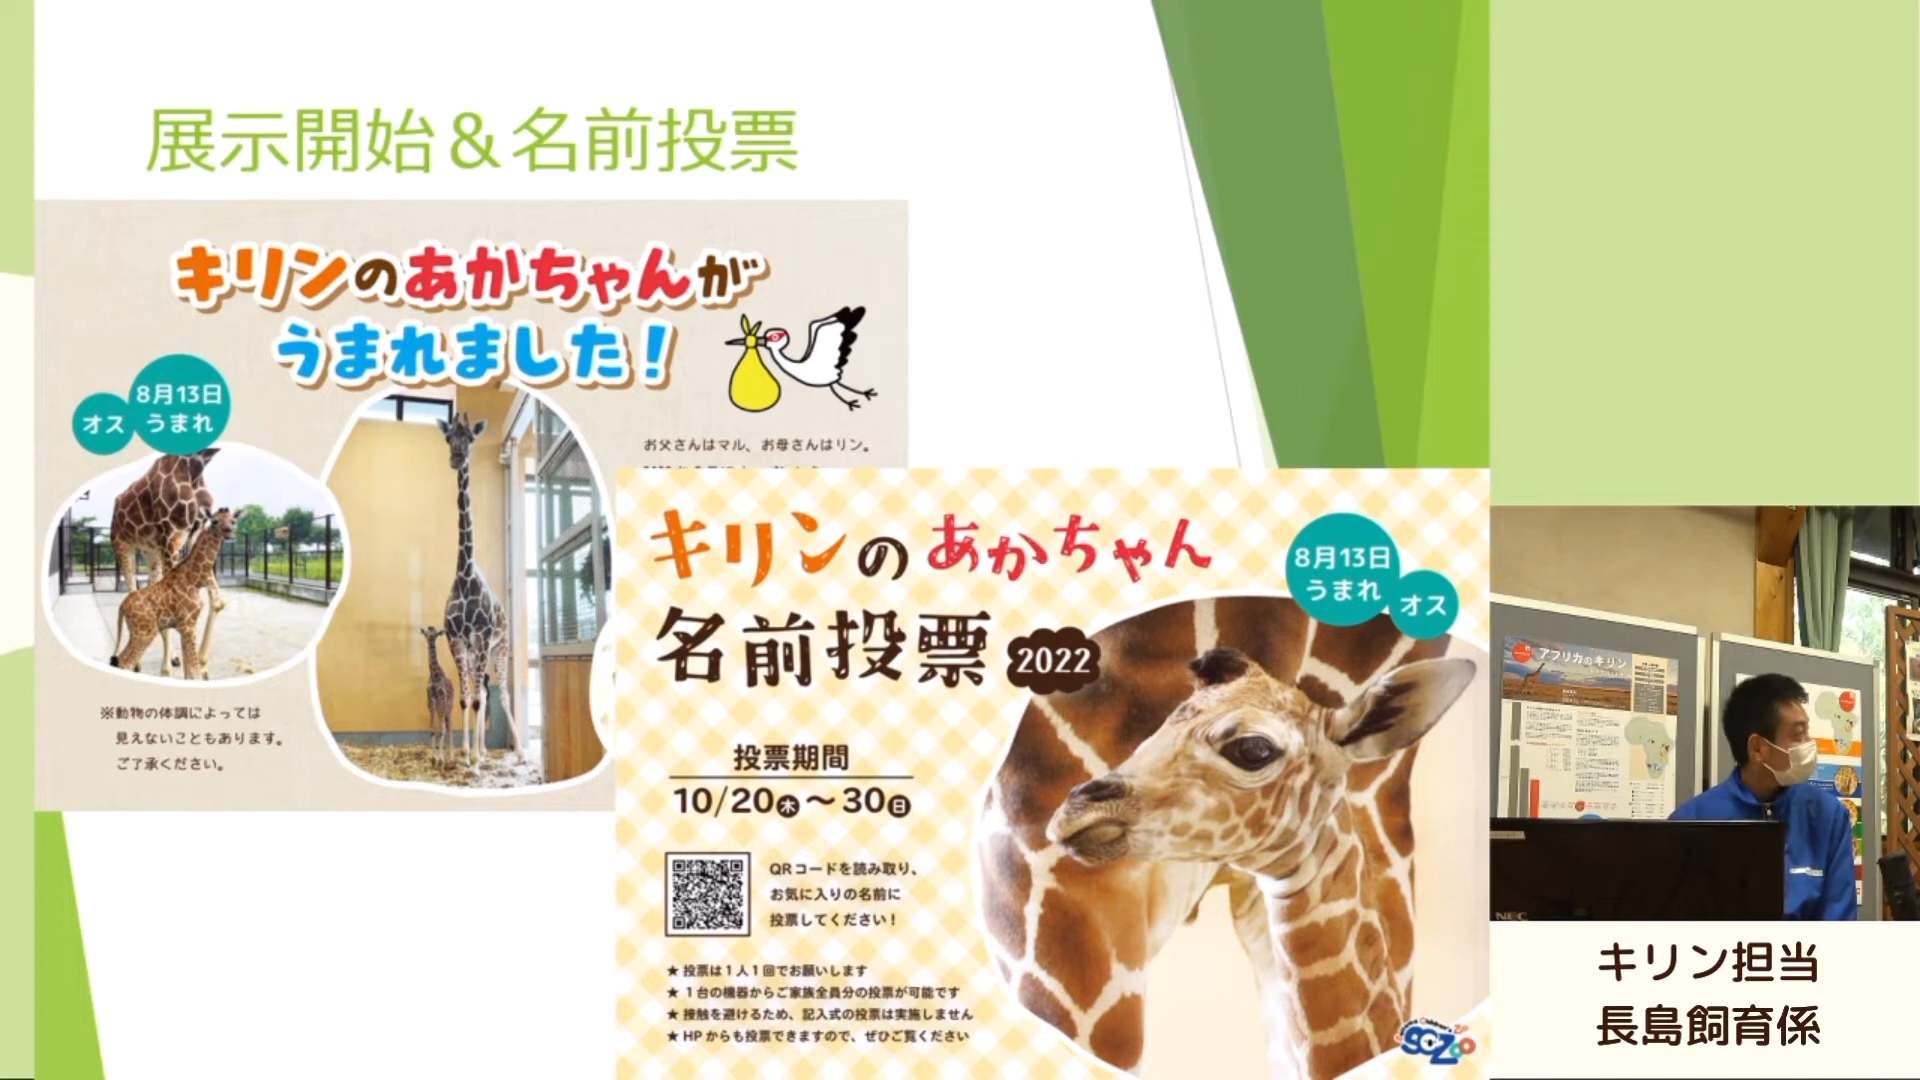 展示開始＆名前投票
キリンのあかちゃんが
うまれました！
8月13日
うまれ
オス
お父さんはマル、お母さんはリン。
※動物の体調によっては
見えないこともあります。
ご了承ください。
キリンのあかちゃん
名前投票 2022
8月13日
うまれ
オス
投票期間
10/20木～30日
QRコードを読み取り、
お気に入りの名前に
投票してください！
★ 投票は1人1回でお願いします
★ 1台の機器からご家族全員分の投票が可能です
★ 接触を避けるため、記入式の投票は実施しません
★ HPからも投票できますので、ぜひご覧ください
アフリカのキリン
NEC
キリン担当
長島飼育係